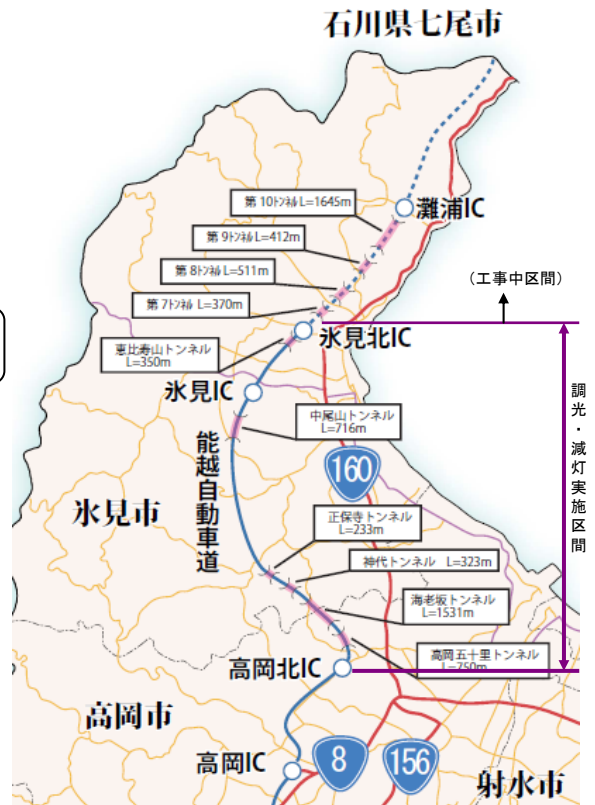 石川県七尾市
第10トンネルL=1645m
灘浦IC
第9トンネルL=412m
第8トンネルL=511m
(工事中区間)
第7トンネルL=370m
氷見北IC
恵比寿山トンネル
L=350m
氷見IC
中尾山トンネル
L=716m
調光・減灯実施区間
能越自動車道
160
氷見市
正保寺トンネル
L=233m
神代トンネル L=323m
海老坂トンネル
L=1531m
高岡五十里トンネル
L=750m
高岡北IC
高岡市
高岡IC
8
156
射水市